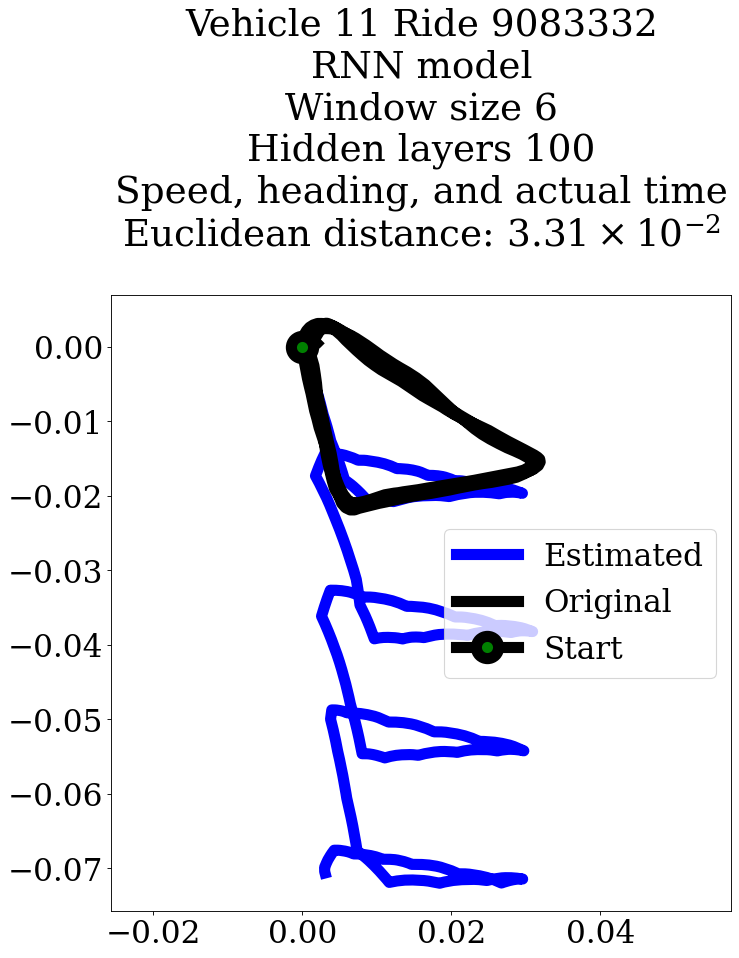 Vehicle 11 Ride 9083332
RNN model
Window size 6
Hidden layers 100
Speed, heading, and actual time
Euclidean distance: 3.31 × 10⁻²
0.00
−0.01
−0.02
−0.03
−0.04
−0.05
−0.06
−0.07
Estimated
Original
Start
−0.02
0.00
0.02
0.04